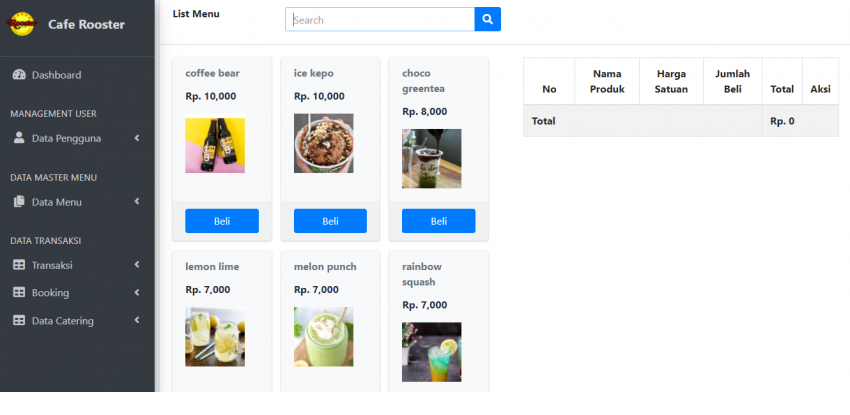 Cafe Rooster
Dashboard
MANAGEMENT USER
Data Pengguna
DATA MASTER MENU
Data Menu
DATA TRANSAKSI
Transaksi
Booking
Data Catering
List Menu
Search
coffee bear
Rp. 10,000
Beli
ice kepo
Rp. 10,000
Beli
choco
greentea
Rp. 8,000
Beli
lemon lime
Rp. 7,000
melon punch
Rp. 7,000
rainbow
squash
Rp. 7,000
No
Nama
Produk
Harga
Satuan
Jumlah
Beli
Total
Aksi
Total
Rp. 0